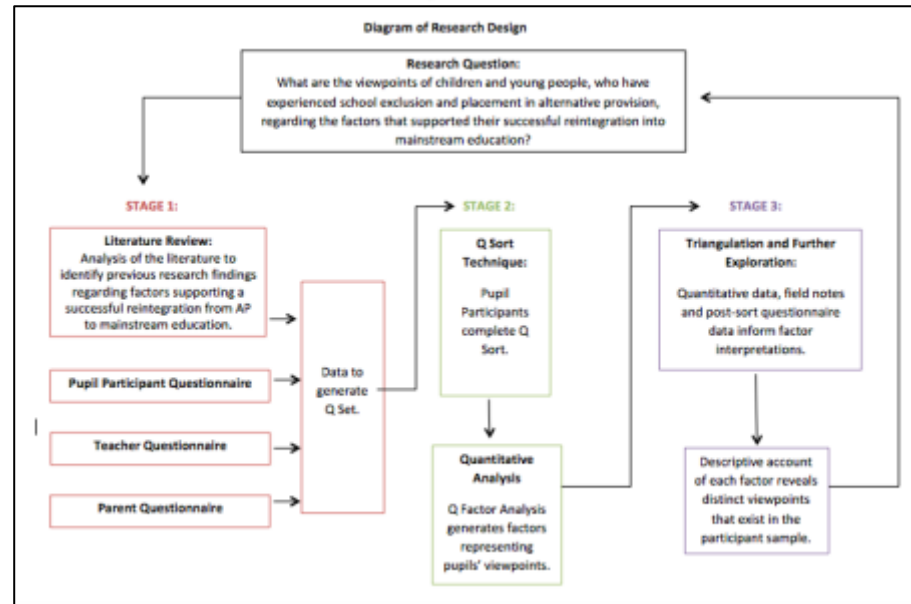 Diagram of Research Design
Research Question:
What are the viewpoints of children and young people, who have
experienced school exclusion and placement in alternative provision,
regarding the factors that supported their successful reintegration into
mainstream education?
STAGE 1:
Literature Review:
Analysis of the literature to
identify previous research findings
regarding factors supporting a
successful reintegration from AP
to mainstream education.
Pupil Participant Questionnaire
Teacher Questionnaire
Parent Questionnaire
Data to
generate
Q Set.
STAGE 2:
Q Sort
Technique:
Pupil
Participants
complete Q
Sort.
Quantitative
Analysis
Q Factor Analysis
generates factors
representing
pupils' viewpoints.
STAGE 3:
Triangulation and Further
Exploration:
Quantitative data, field notes
and post-sort questionnaire
data inform factor
interpretations.
Descriptive account
of each factor reveals
distinct viewpoints
that exist in the
participant sample.